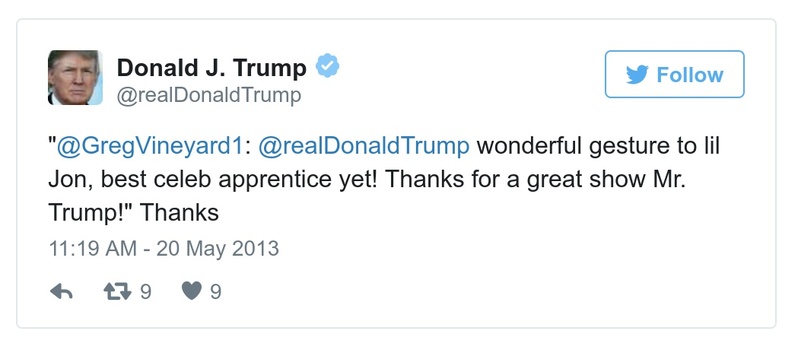 Donald J. Trump
@realDonaldTrump
Follow
"@GregVineyard1: @realDonaldTrump wonderful gesture to lil
Jon, best celeb apprentice yet! Thanks for a great show Mr.
Trump!" Thanks
11:19 AM - 20 May 2013
9
9